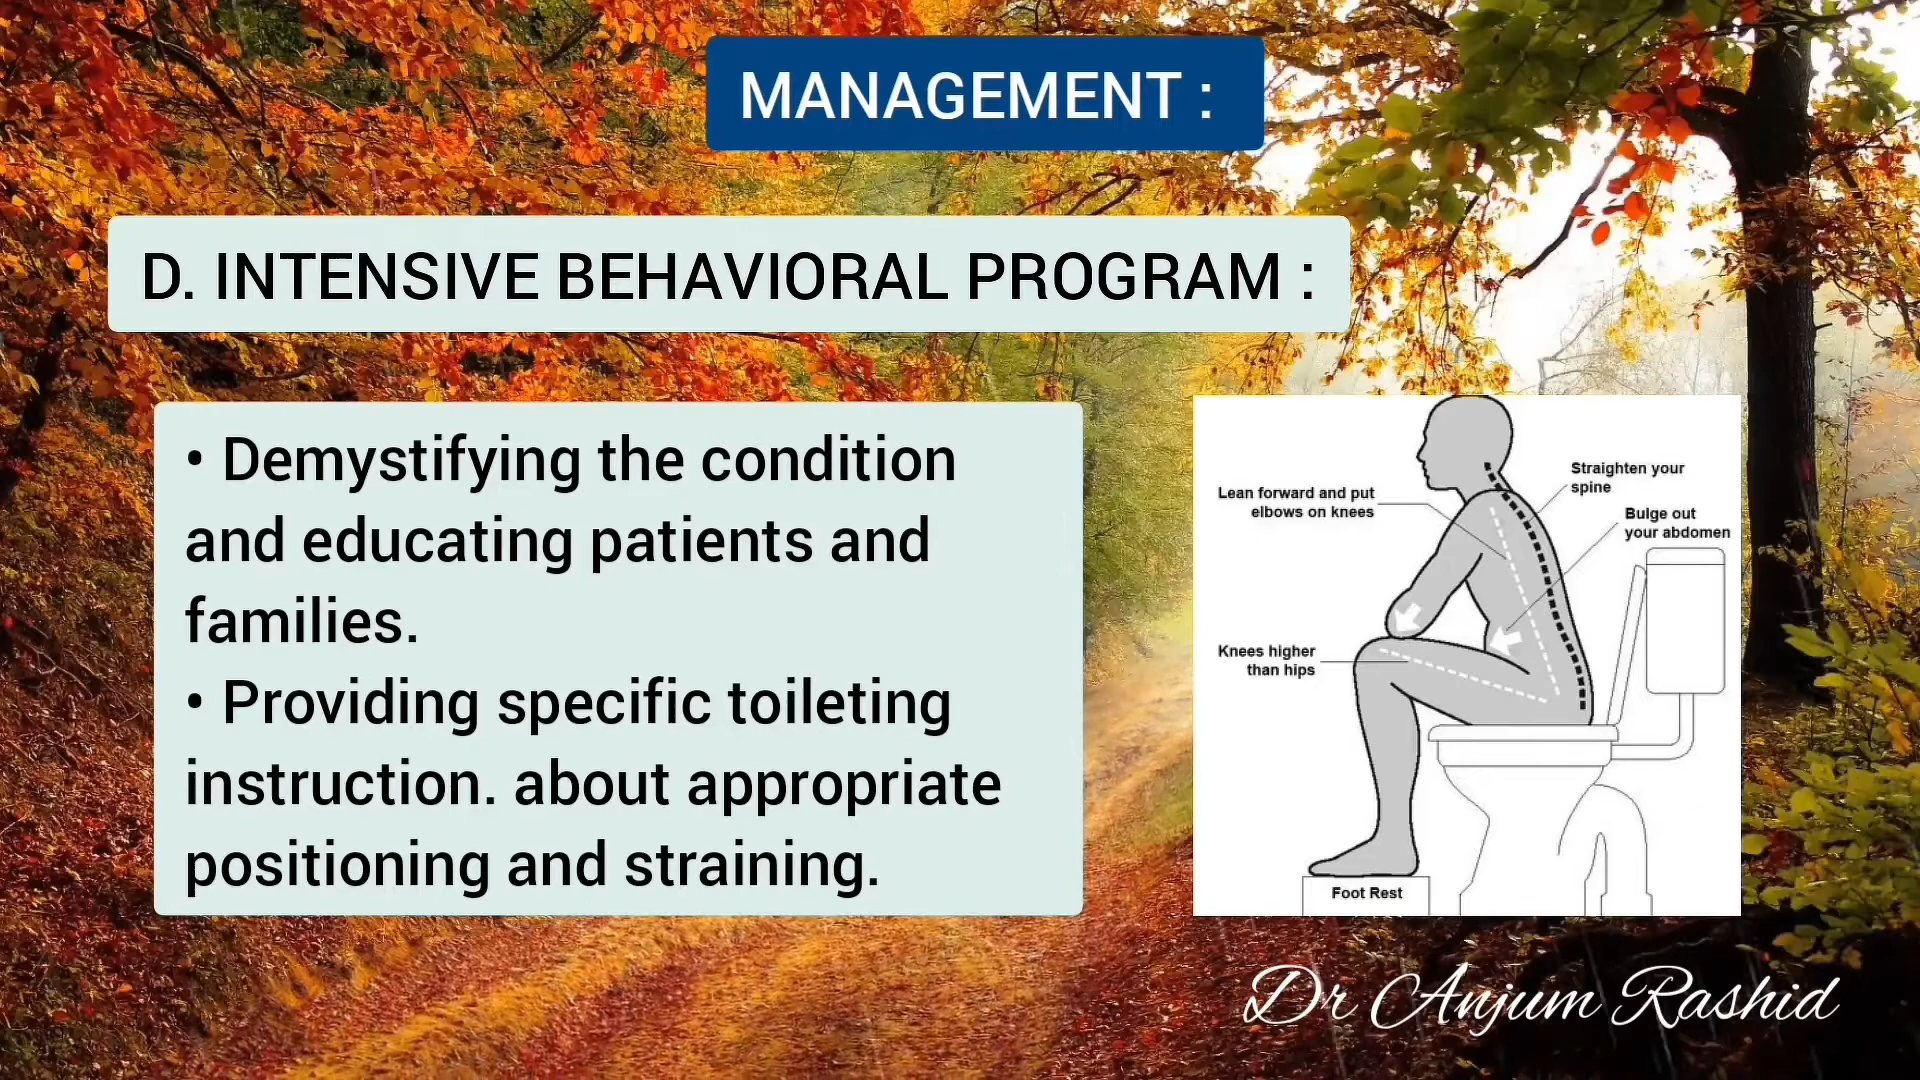 MANAGEMENT :
D. INTENSIVE BEHAVIORAL PROGRAM :
• Demystifying the condition
and educating patients and
families.
• Providing specific toileting
instruction. about appropriate
positioning and straining.
Straighten your
spine
Lean forward and put
elbows on knees
Bulge out
your abdomen
Knees higher
than hips
Foot Rest
Dr Anjum Rashid